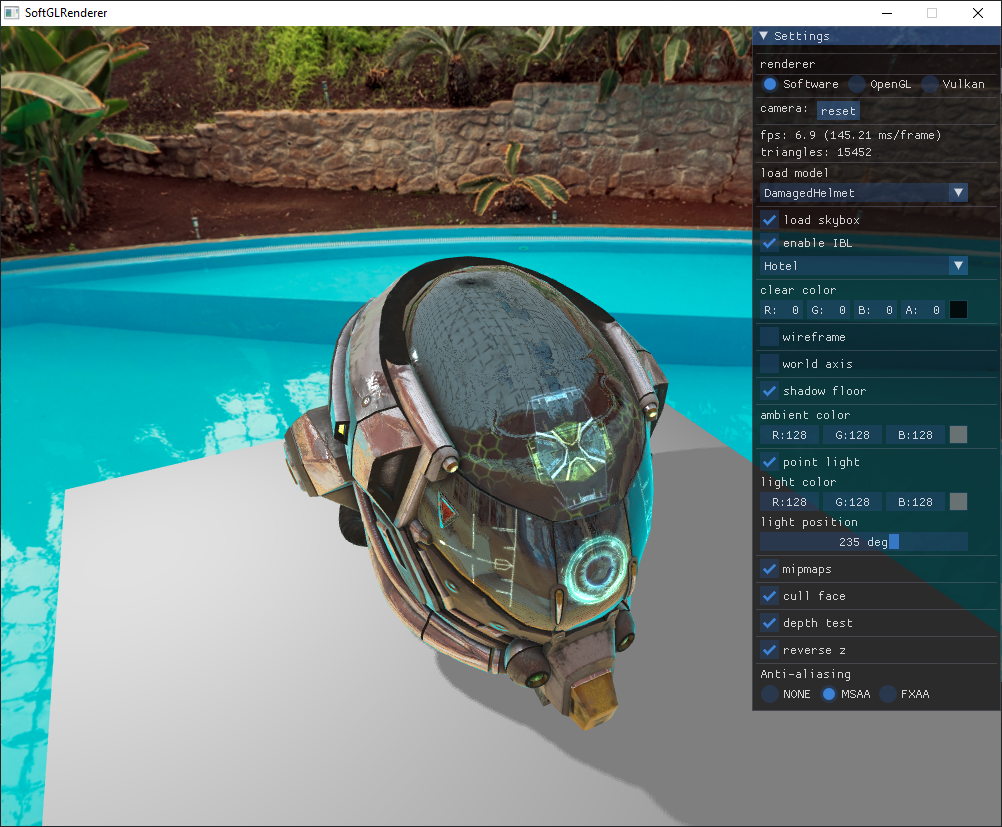 SoftGLRenderer
Settings
renderer
Software OpenGL Vulkan
camera: reset
fps: 6.9 (145.21 ms/frame)
triangles: 15452
load model
DamagedHelmet
load skybox
enable IBL
Hotel
clear color
R: 0 G: 0 B: 0 A: 0
wireframe
world axis
shadow floor
ambient color
R:128 G:128 B:128
point light
light color
R:128 G:128 B:128
light position
235 deg
mipmaps
cull face
depth test
reverse z
Anti-aliasing
NONE MSAA FXAA